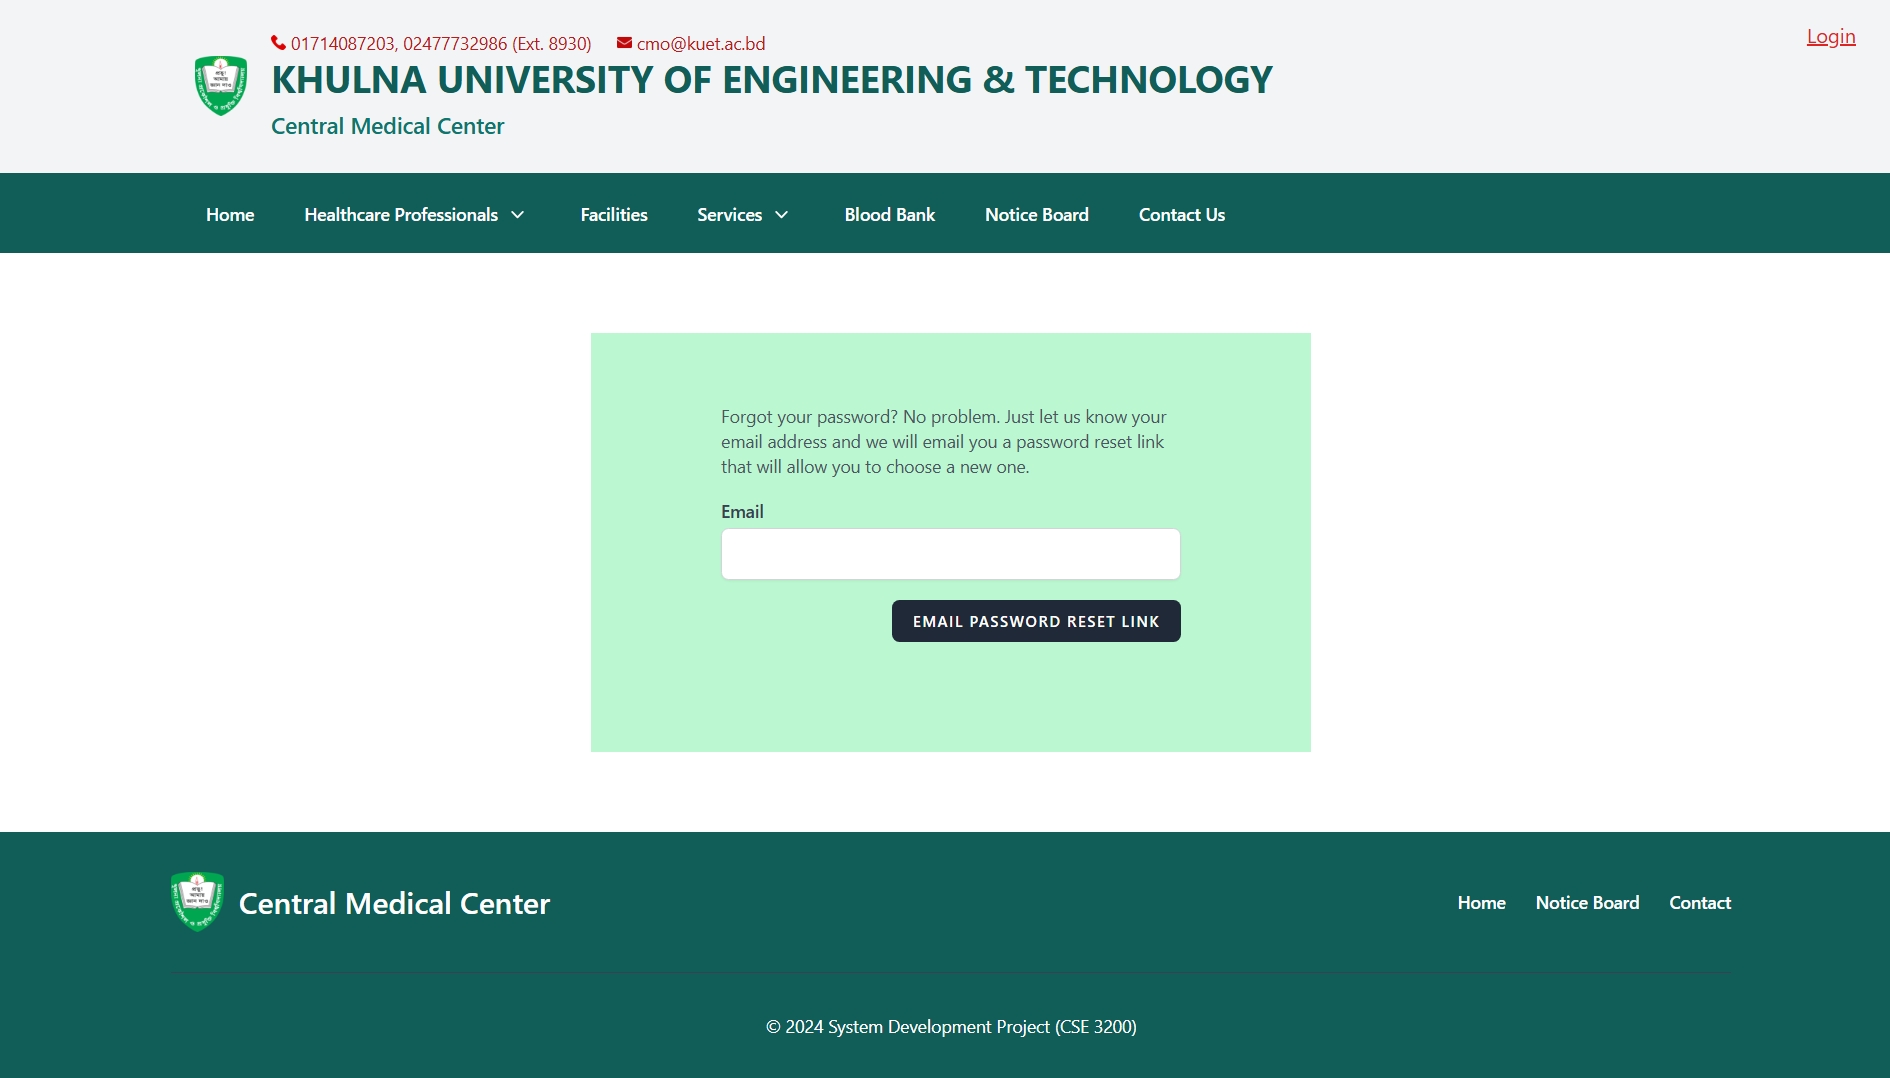 01714087203, 02477732986 (Ext. 8930) cmo@kuet.ac.bd
Login
KHULNA UNIVERSITY OF ENGINEERING & TECHNOLOGY
Central Medical Center
Home Healthcare Professionals Facilities Services Blood Bank Notice Board Contact Us
Forgot your password? No problem. Just let us know your
email address and we will email you a password reset link
that will allow you to choose a new one.
Email
EMAIL PASSWORD RESET LINK
Central Medical Center
Home Notice Board Contact
© 2024 System Development Project (CSE 3200)